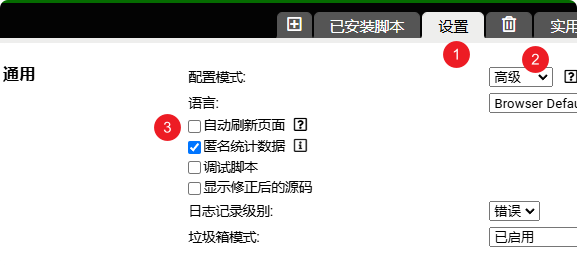 已安装脚本 设置 实用
1
通用 配置模式: 高级 ? 2
语言: Browser Defau
3 自动刷新页面 ?
匿名统计数据 i
调试脚本
显示修正后的源码
日志记录级别: 错误
垃圾箱模式: 已启用